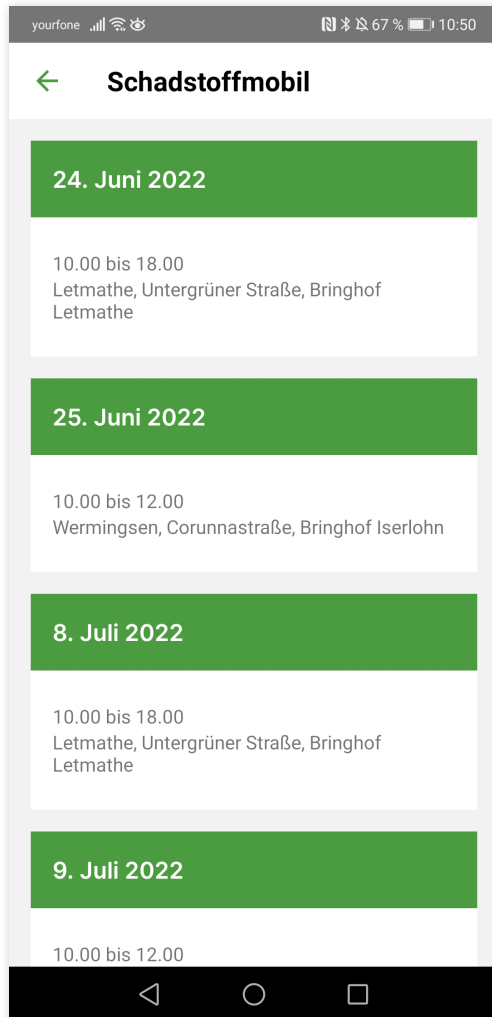 yourfone 67 % 10:50
Schadstoffmobil
24. Juni 2022
10.00 bis 18.00
Letmathe, Untergrüner Straße, Bringhof
Letmathe
25. Juni 2022
10.00 bis 12.00
Wermingsen, Corunnastraße, Bringhof Iserlohn
8. Juli 2022
10.00 bis 18.00
Letmathe, Untergrüner Straße, Bringhof
Letmathe
9. Juli 2022
10.00 bis 12.00